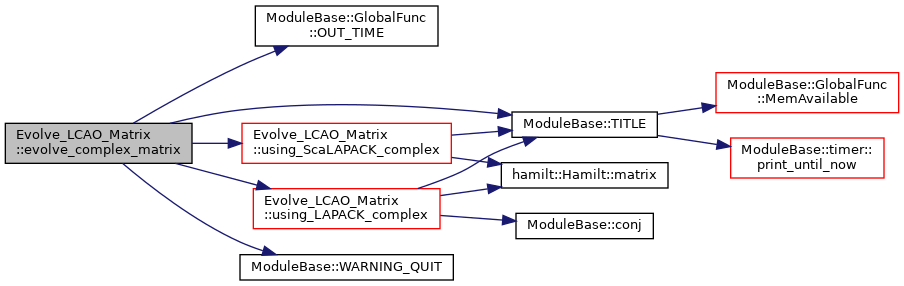 Evolve_LCAO_Matrix
::evolve_complex_matrix
ModuleBase::GlobalFunc
::OUT_TIME
Evolve_LCAO_Matrix
::using_ScaLAPACK_complex
Evolve_LCAO_Matrix
::using_LAPACK_complex
ModuleBase::WARNING_QUIT
ModuleBase::TITLE
hamilt::Hamilt::matrix
ModuleBase::conj
ModuleBase::GlobalFunc
::MemAvailable
ModuleBase::timer::
print_until_now